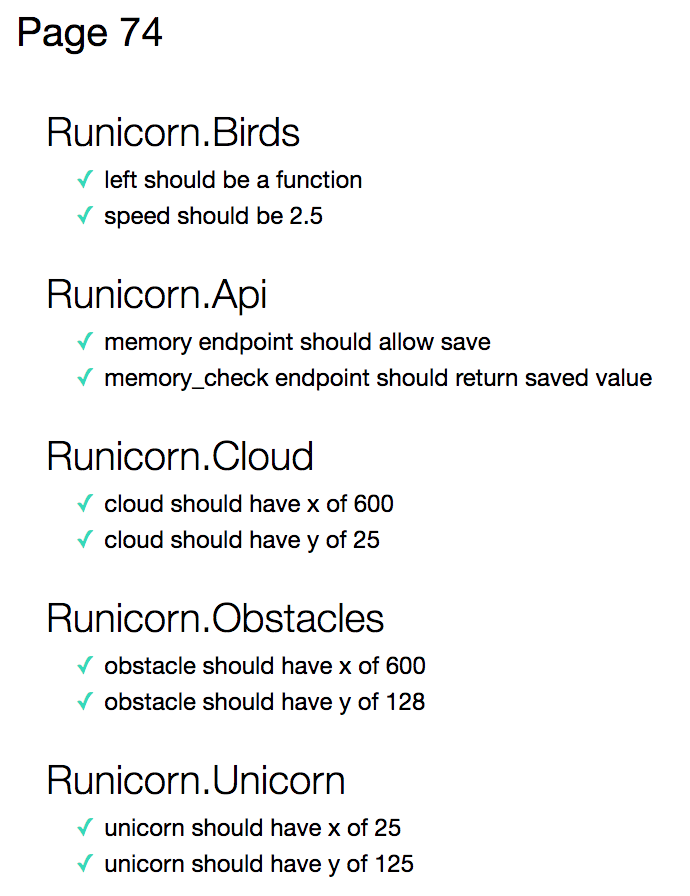 Page 74
Runicorn.Birds
✓ left should be a function
✓ speed should be 2.5
Runicorn.Api
✓ memory endpoint should allow save
✓ memory_check endpoint should return saved value
Runicorn.Cloud
✓ cloud should have x of 600
✓ cloud should have y of 25
Runicorn.Obstacles
✓ obstacle should have x of 600
✓ obstacle should have y of 128
Runicorn.Unicorn
✓ unicorn should have x of 25
✓ unicorn should have y of 125